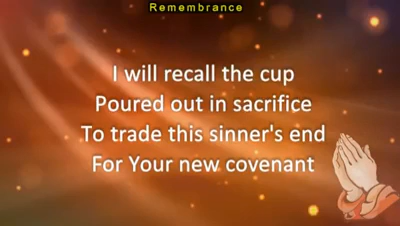 Remembrance
I will recall the cup
Poured out in sacrifice
To trade this sinner's end
For Your new covenant